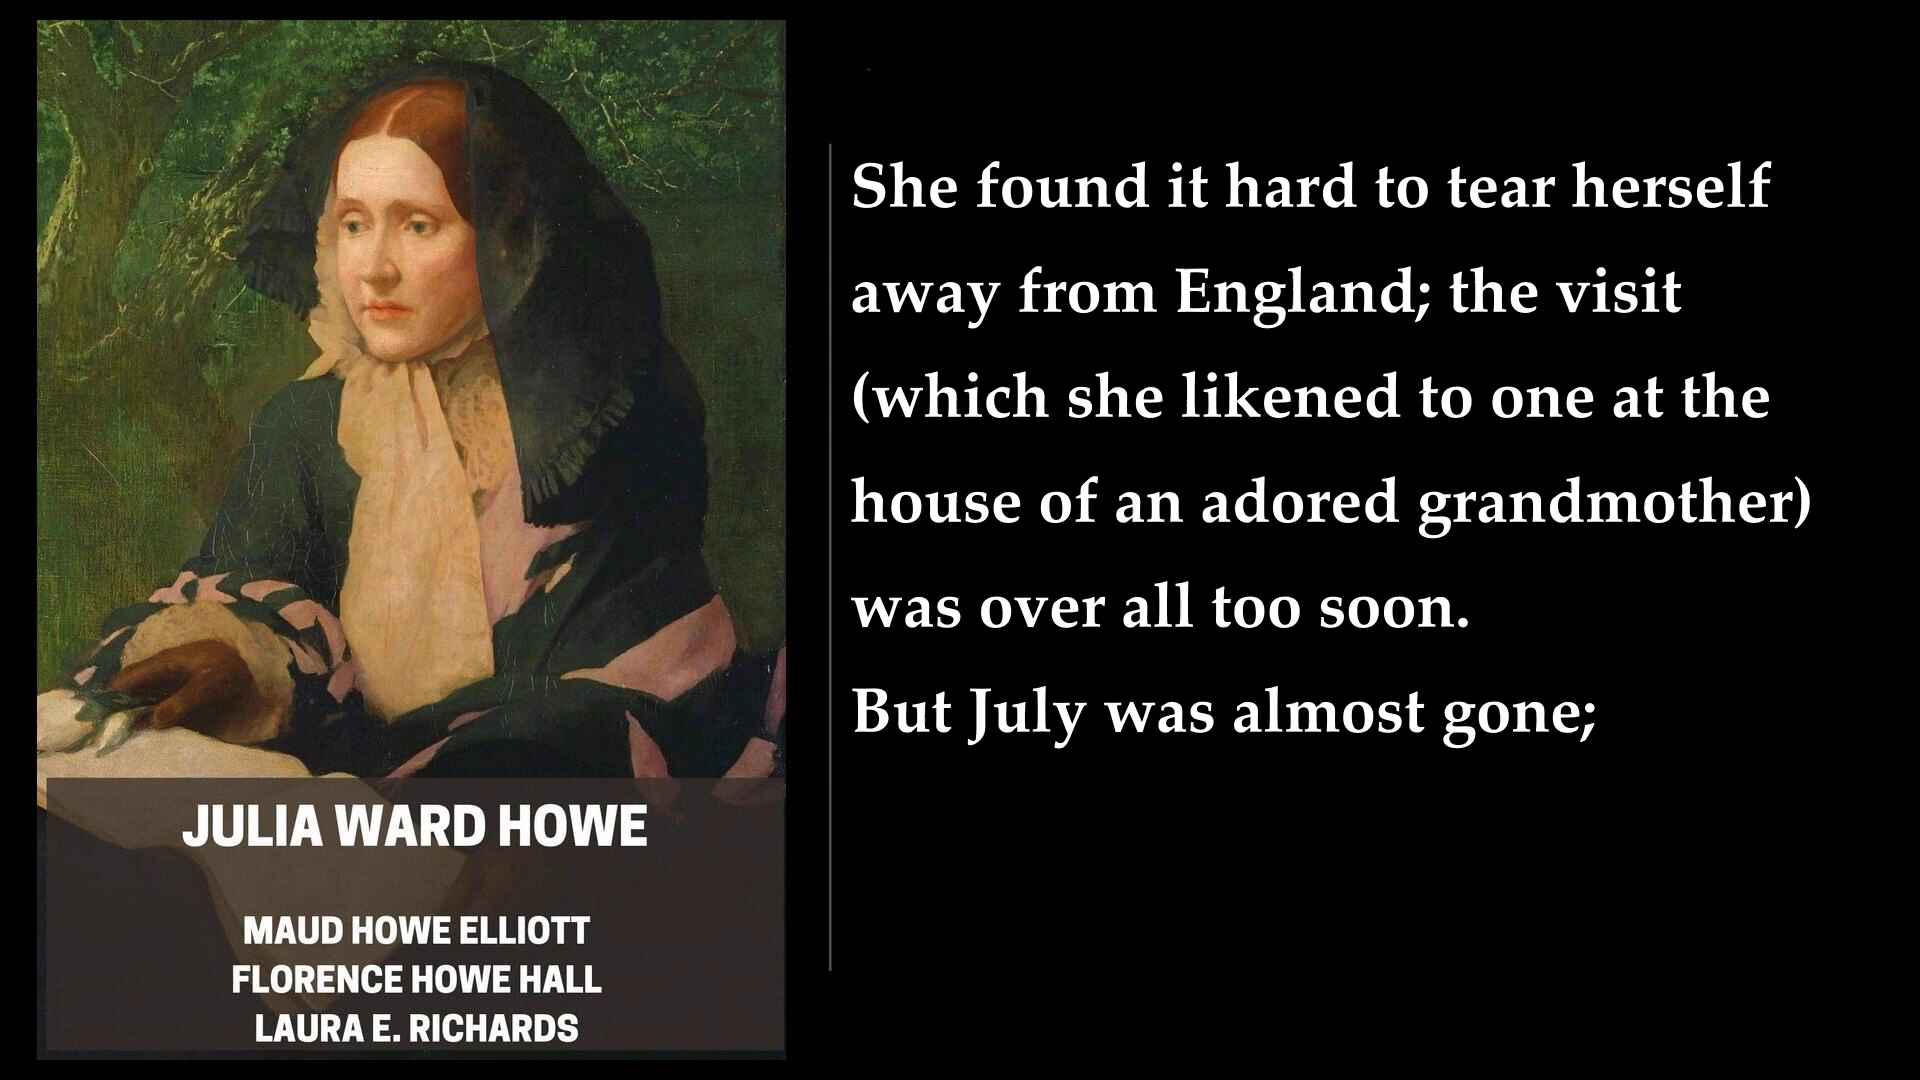 She found it hard to tear herself
away from England; the visit
(which she likened to one at the
house of an adored grandmother)
was over all too soon.
But July was almost gone;
JULIA WARD HOWE
MAUD HOWE ELLIOTT
FLORENCE HOWE HALL
LAURA E. RICHARDS